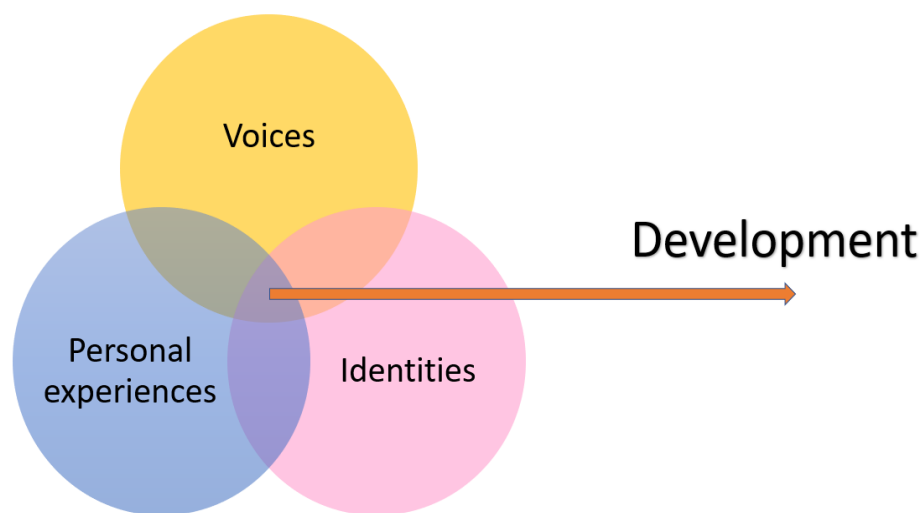 Voices
Development
Personal
experiences
Identities